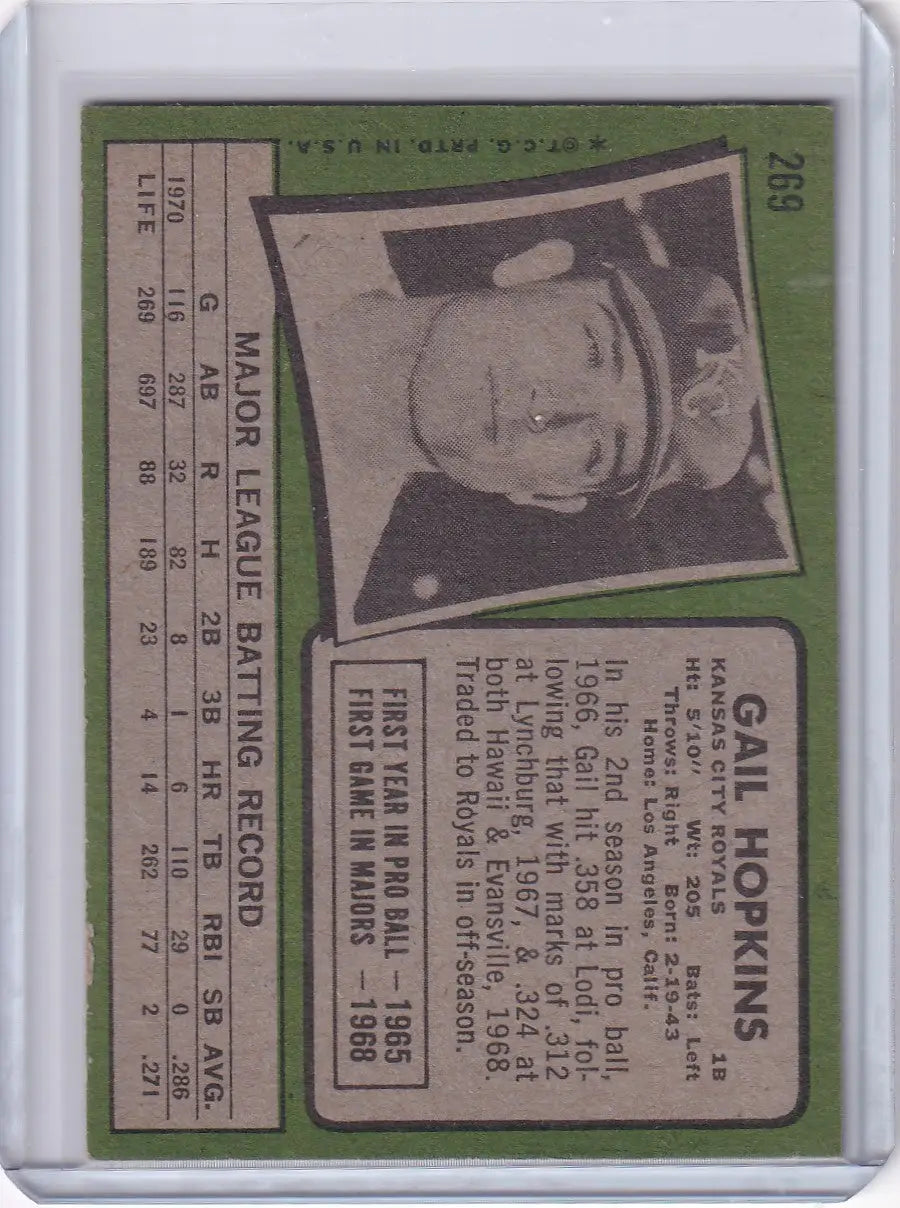 269
* © T.C.G. PRTD. IN U.S.A.
KC
GAIL HOPKINS
KANSAS CITY ROYALS 1B
Ht: 5/10" Wt: 205 Bats: Left
Throws: Right Born: 2-19-43
Home: Los Angeles, Calif.
In his 2nd season in pro ball,
1966, Gail hit .358 at Lodi, fol-
lowing that with marks of .312
at Lynchburg, 1967, & .324 at
both Hawaii & Evansville, 1968.
Traded to Royals in off-season.
FIRST YEAR IN PRO BALL — 1965
FIRST GAME IN MAJORS — 1968
MAJOR LEAGUE BATTING RECORD
G AB R H 2B 3B HR TB RBI SB AVG.
1970 116 287 32 82 8 1 6 110 29 0 .286
LIFE 269 697 88 189 23 4 14 262 77 2 .271